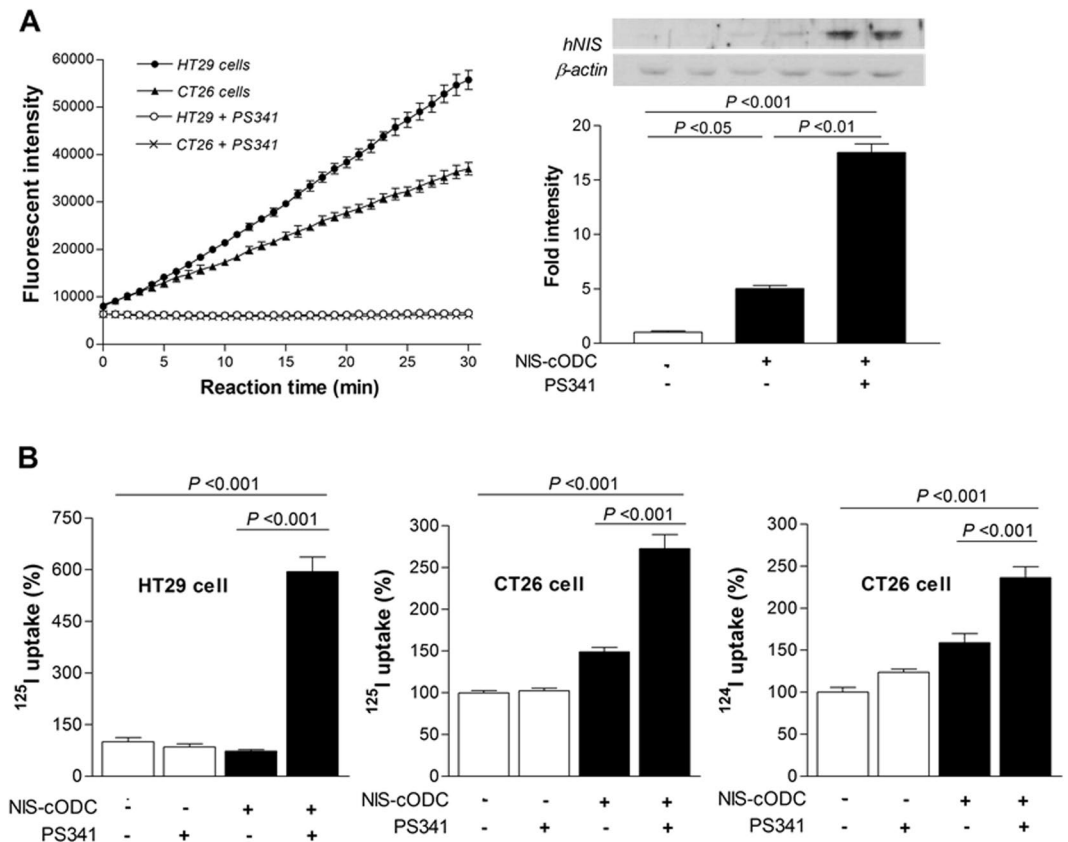 A
Fluorescent intensity
60000
50000
40000
30000
20000
10000
0
HT29 cells
CT26 cells
HT29 + PS341
CT26 + PS341
0 5 10 15 20 25 30
Reaction time (min)
hNIS
β-actin
P <0.001
P <0.05 P <0.01
Fold intensity
20
15
10
5
0
NIS-cODC - + +
PS341 - - +
B
P <0.001
P <0.001
HT29 cell
125I uptake (%)
750
600
450
300
150
0
NIS-cODC - - + +
PS341 - + - +
P <0.001
P <0.001
CT26 cell
125I uptake (%)
300
250
200
150
100
50
0
- - + +
PS341 - + - +
NIS-cODC
P <0.001
P <0.001
CT26 cell
124I uptake (%)
300
250
200
150
100
50
0
NIS-cODC - - + +
PS341 - + - +